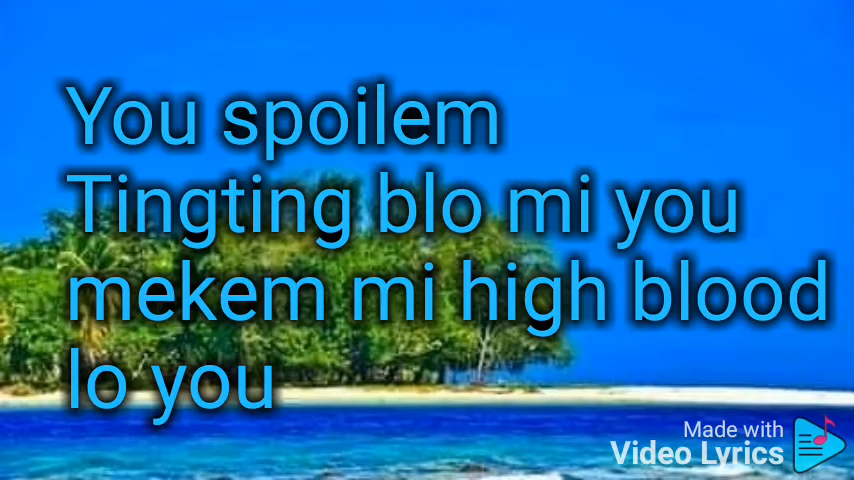 You spoilem
Tingting blo mi you
mekem mi high blood
lo you
Made with
Video Lyrics